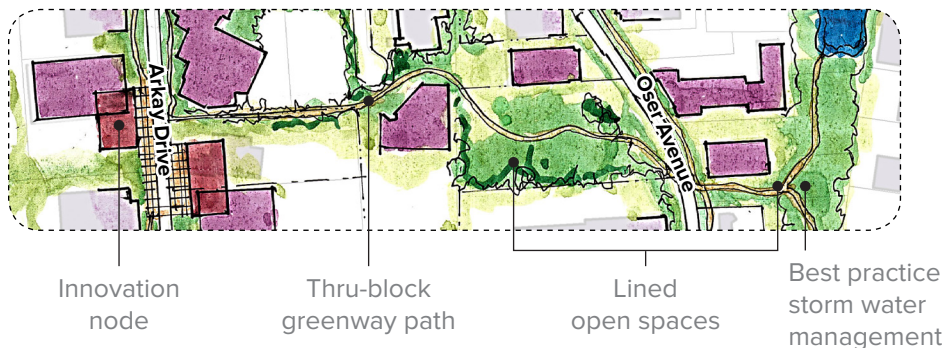 Arkay Drive
Oser Avenue
Innovation
node
Thru-block
greenway path
Lined
open spaces
Best practice
storm water
management